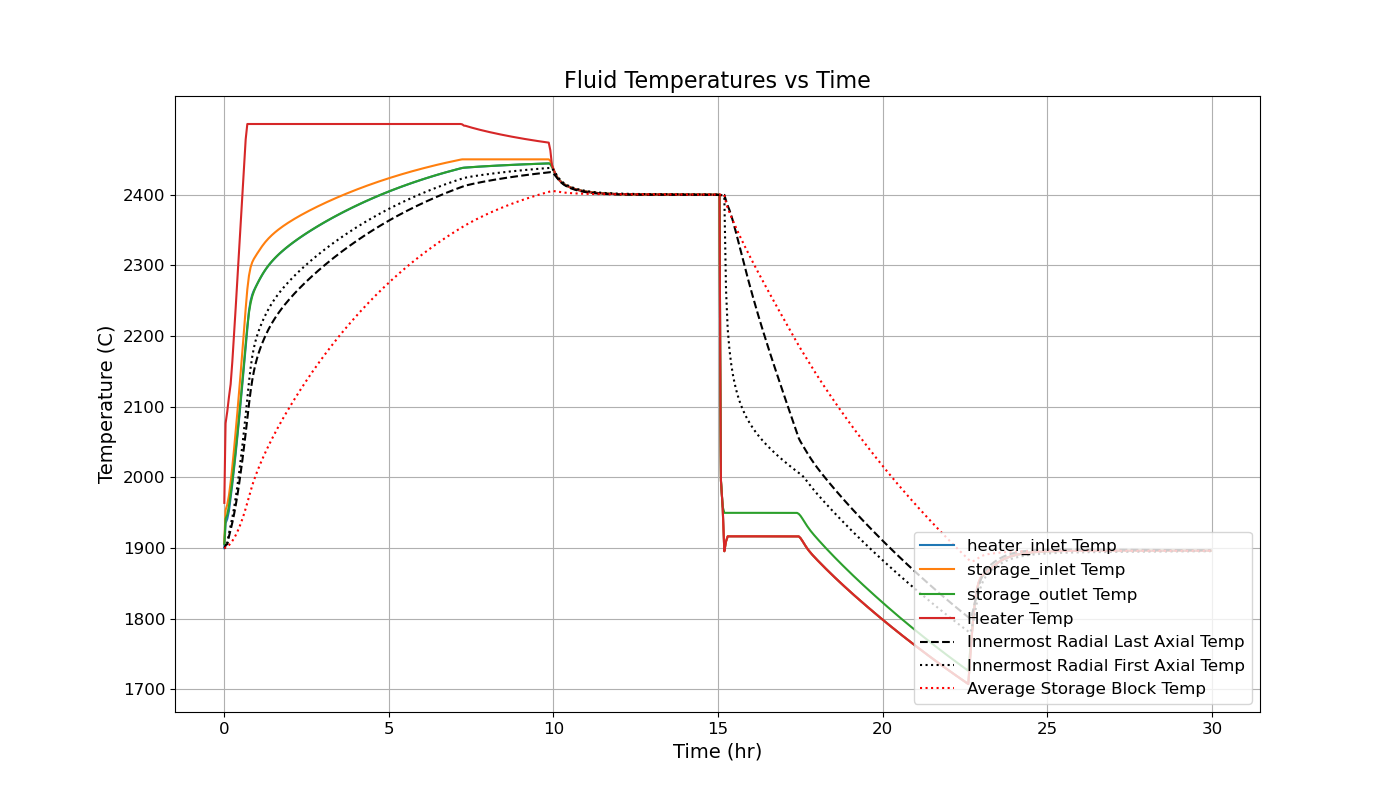 Fluid Temperatures vs Time
Temperature (C)
2400
2300
2200
2100
2000
1900
1800
1700
heater_inlet Temp
storage_inlet Temp
storage_outlet Temp
Heater Temp
Innermost Radial Last Axial Temp
Innermost Radial First Axial Temp
Average Storage Block Temp
0 5 10 15 20 25 30
Time (hr)